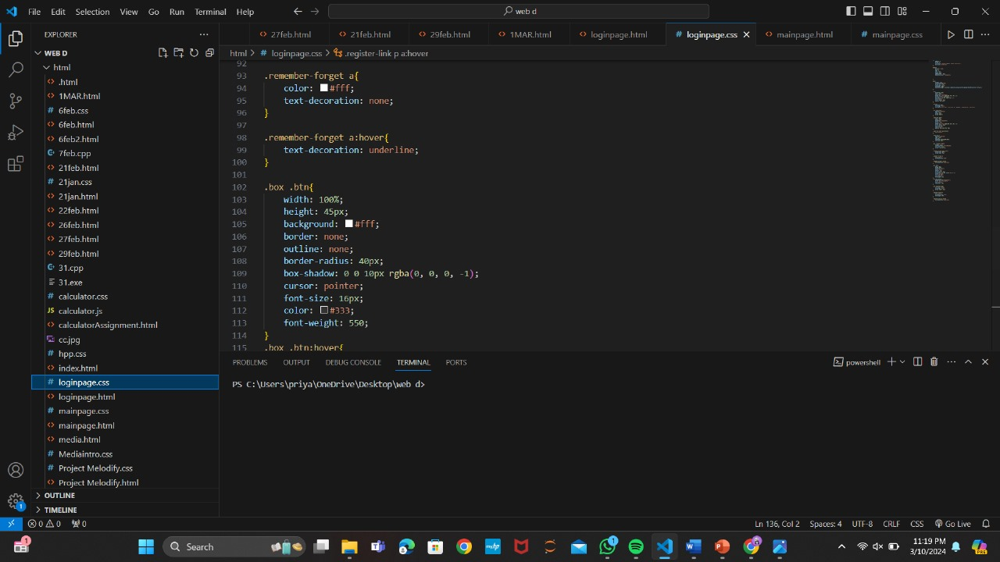 File Edit Selection View Go Run Terminal Help
web d
EXPLORER
27feb.html
21feb.html
29feb.html
1MAR.html
loginpage.html
loginpage.css
mainpage.html
mainpage.css
WEB D
html > # loginpage.css > .register-link p a:hover
html
.html
1MAR.html
6feb.css
6feb.html
6feb2.html
7feb.cpp
21feb.html
21jan.css
21jan.html
22feb.html
26feb.html
27feb.html
29feb.html
31.cpp
31.exe
calculator.css
calculator.js
calculatorAssignment.html
cc.jpg
hpp.css
index.html
loginpage.css
loginpage.html
mainpage.css
mainpage.html
media.html
Mediaintro.css
Project Melodify.css
Project Melodify.html
OUTLINE
TIMELINE
92
93 .remember-forget a{
94 color: #fff;
95 text-decoration: none;
96 }
97
98 .remember-forget a:hover{
99 text-decoration: underline;
100 }
101
102 .box .btn{
103 width: 100%;
104 height: 45px;
105 background: #fff;
106 border: none;
107 outline: none;
108 border-radius: 40px;
109 box-shadow: 0 0 10px rgba(0, 0, 0, -1);
110 cursor: pointer;
111 font-size: 16px;
112 color: #333;
113 font-weight: 550;
114 }
115 .box .btn:hover{
PROBLEMS OUTPUT DEBUG CONSOLE TERMINAL PORTS
powershell
PS C:\Users\priya\OneDrive\Desktop\web d>
0 0 0
Ln 136, Col 2 Spaces: 4 UTF-8 CRLF CSS Go Live
1
Search
11:19 PM
3/10/2024